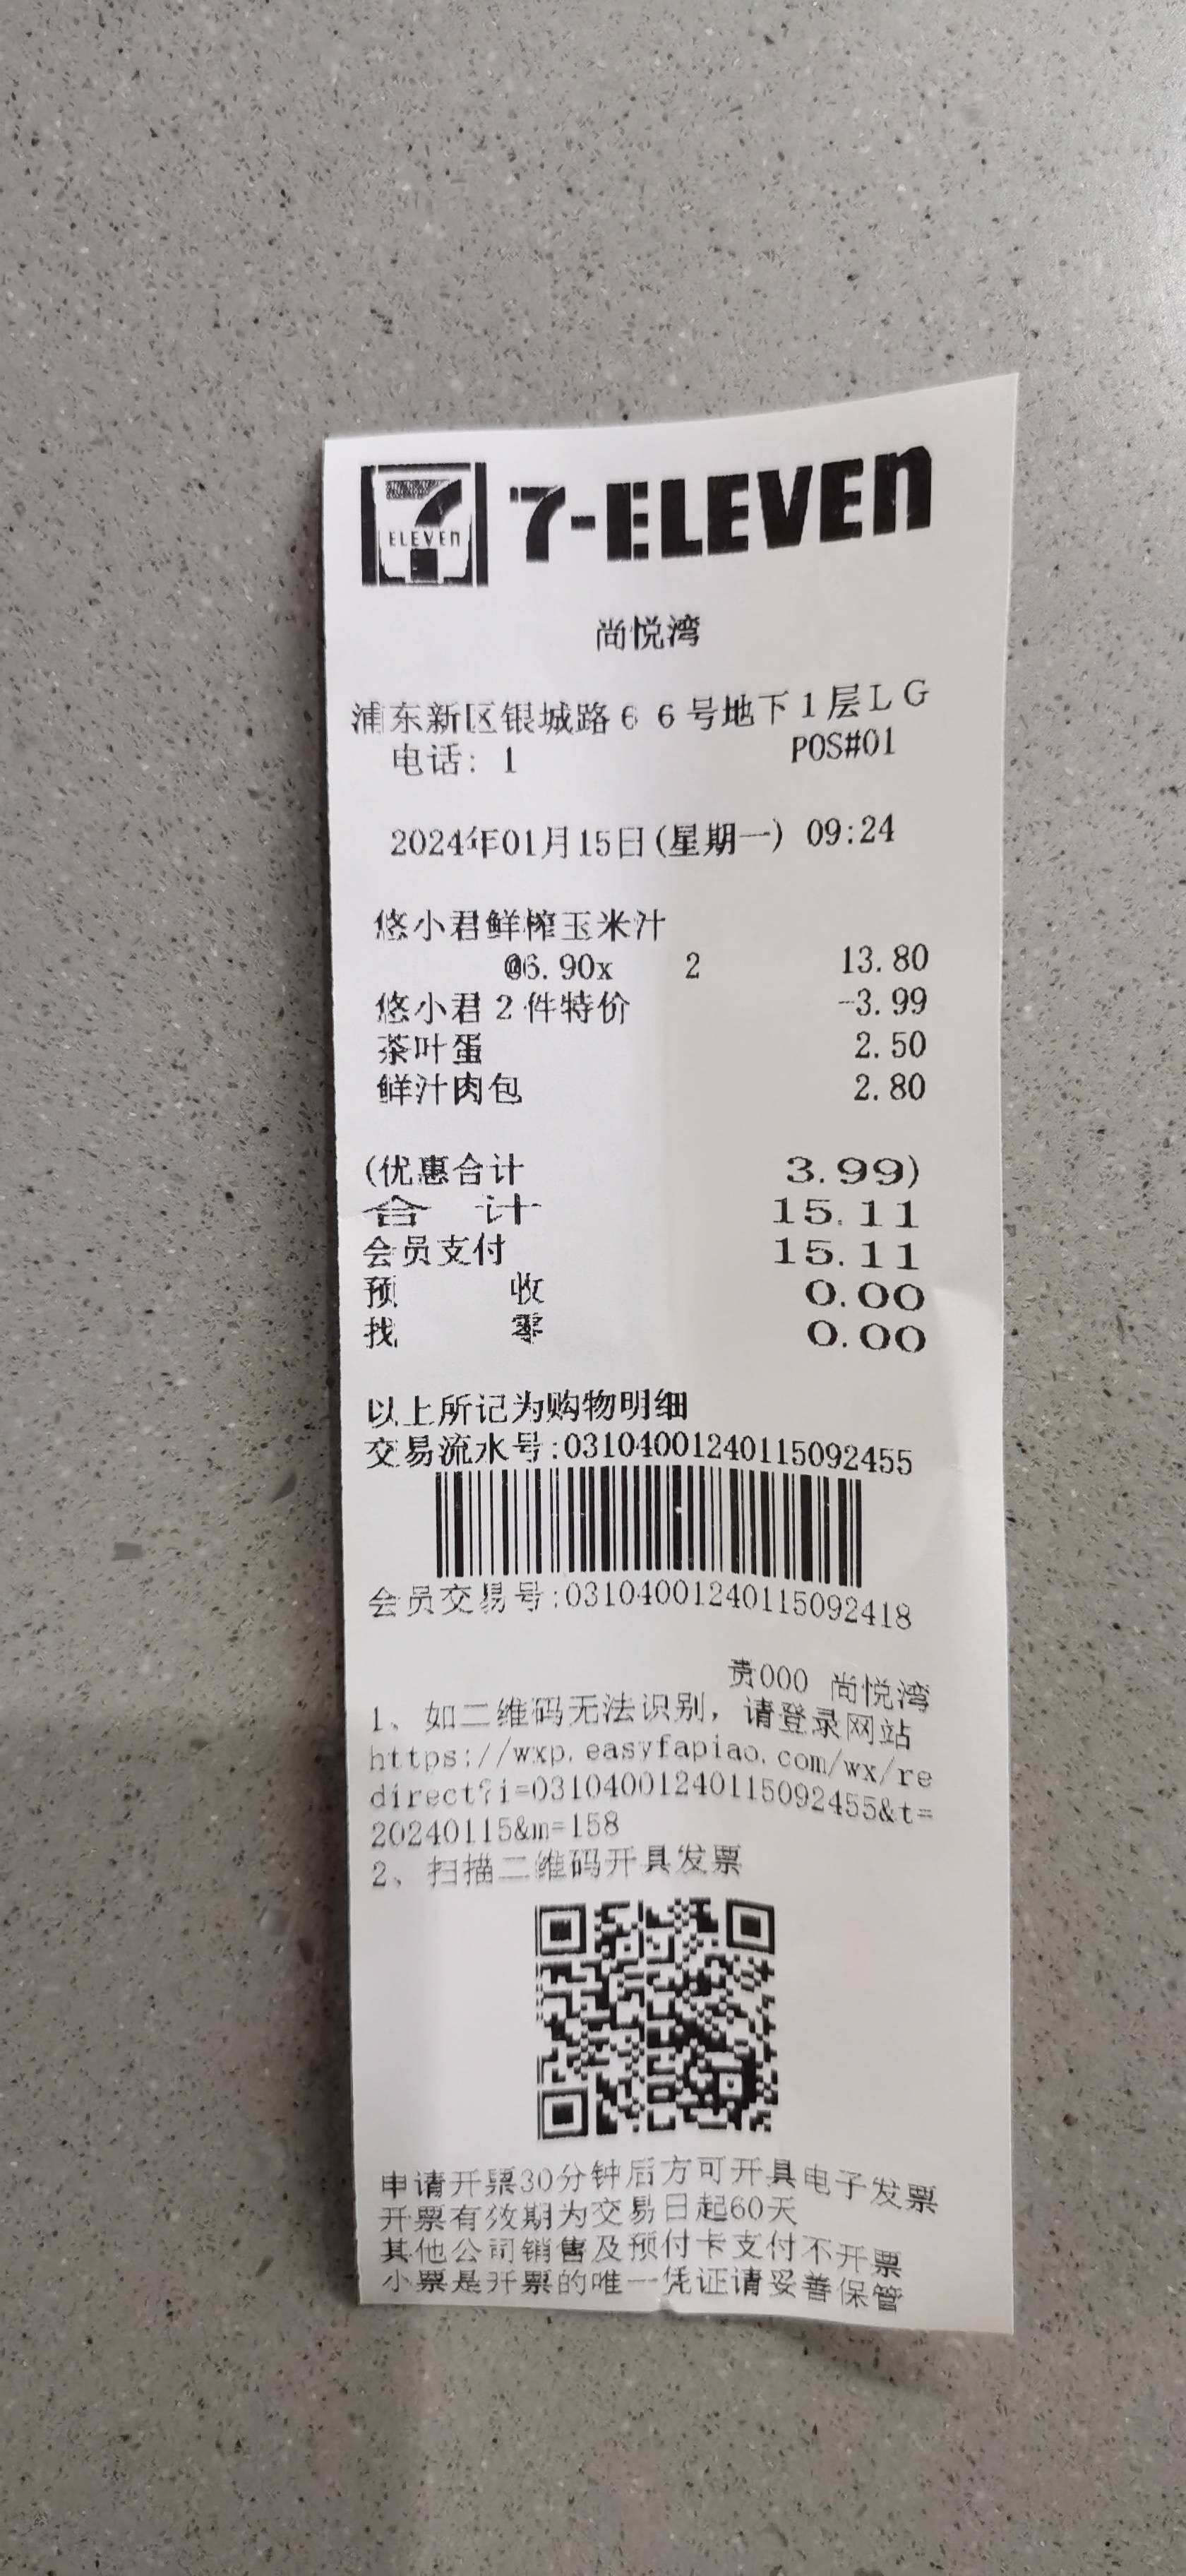 7-ELEVEN
ELEVEN
尚悦湾
浦东新区银城路６６号地下１层ＬＧ
电话: 1 POS#01
2024年01月15日(星期一) 09:24
悠小君鲜榨玉米汁
@6.90x 2 13.80
悠小君２件特价 -3.99
茶叶蛋 2.50
鲜汁肉包 2.80
(优惠合计 3.99)
合 计 15.11
会员支付 15.11
预 收 0.00
找 零 0.00
以上所记为购物明细
交易流水号:031040012401150924​55
会员交易号:03104001240115092418
责000 尚悦湾
1、如二维码无法识别, 请登录网站
https://wxp.easyfapiao.com/wx/re
direct?i=03104001240115092455&t=
20240115&m=158
2、扫描二维码开具发票
申请开票30分钟后方可开具电子发票
开票有效期为交易日起60天
其他公司销售及预付卡支付不开票
小票是开票的唯一凭证请妥善保管